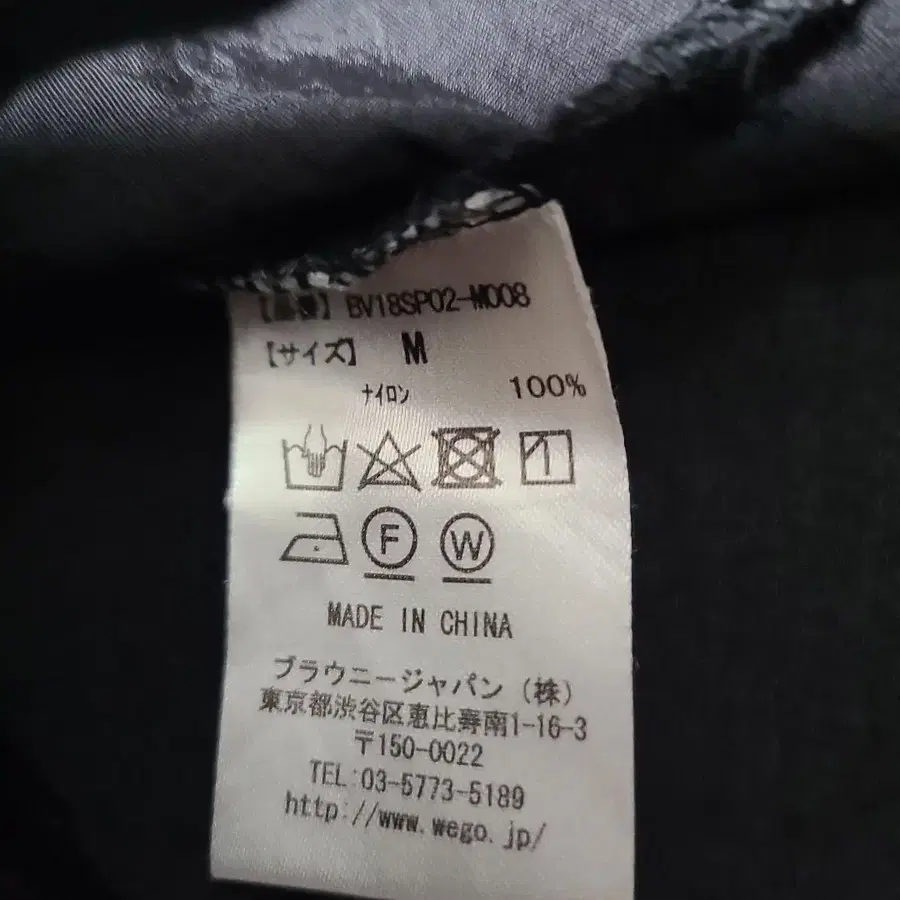 【品番】 BV18SP02-M008
【サイズ】 M
ナイロン 100%
F W
MADE IN CHINA
ブラウニージャパン（株）
東京都渋谷区恵比寿南1-16-3
〒150-0022
TEL:03-5773-5189
http://www.wego.jp/